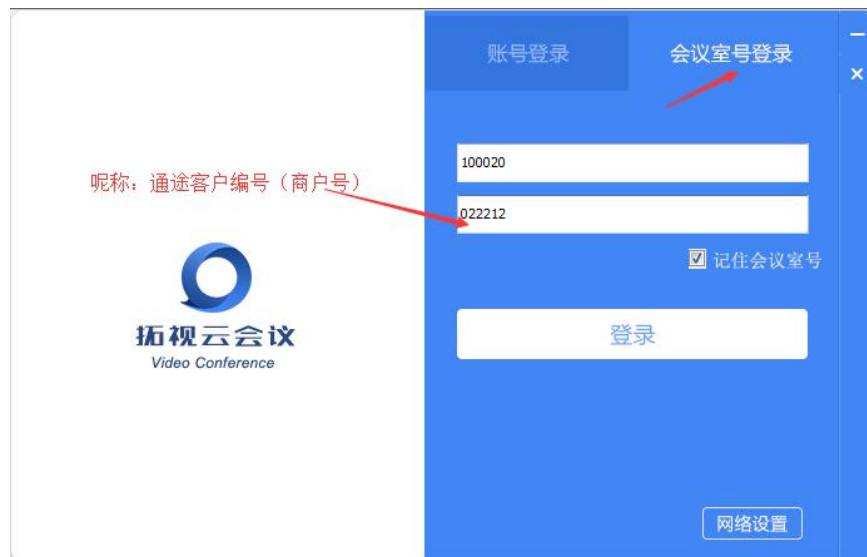 账号登录
会议室号登录
100020
昵称：通途客户编号（商户号）
022212
记住会议室号
拓视云会议
Video Conference
登录
网络设置